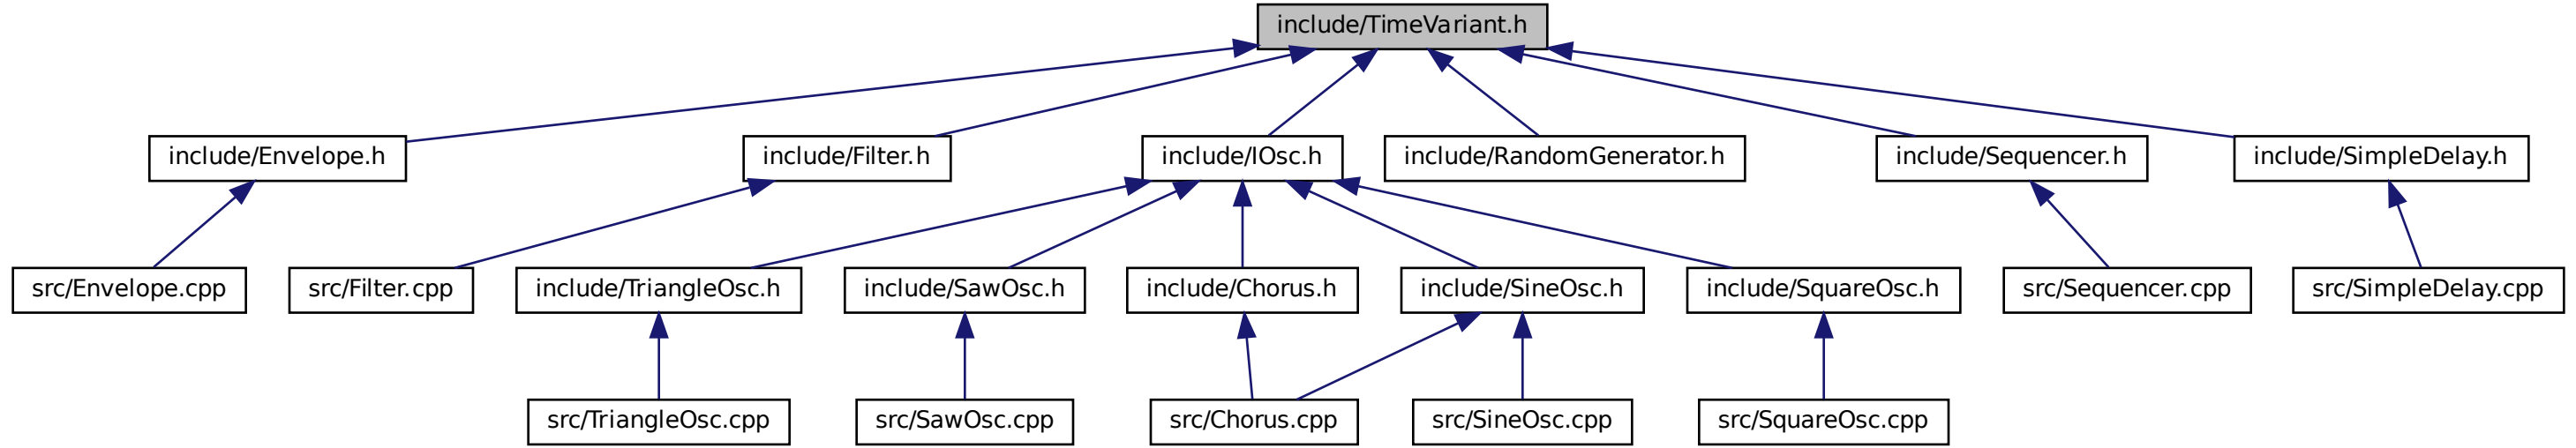 include/TimeVariant.h
include/Envelope.h
include/Filter.h
include/IOsc.h
include/RandomGenerator.h
include/Sequencer.h
include/SimpleDelay.h
src/Envelope.cpp
src/Filter.cpp
include/TriangleOsc.h
include/SawOsc.h
include/Chorus.h
include/SineOsc.h
include/SquareOsc.h
src/Sequencer.cpp
src/SimpleDelay.cpp
src/TriangleOsc.cpp
src/SawOsc.cpp
src/Chorus.cpp
src/SineOsc.cpp
src/SquareOsc.cpp